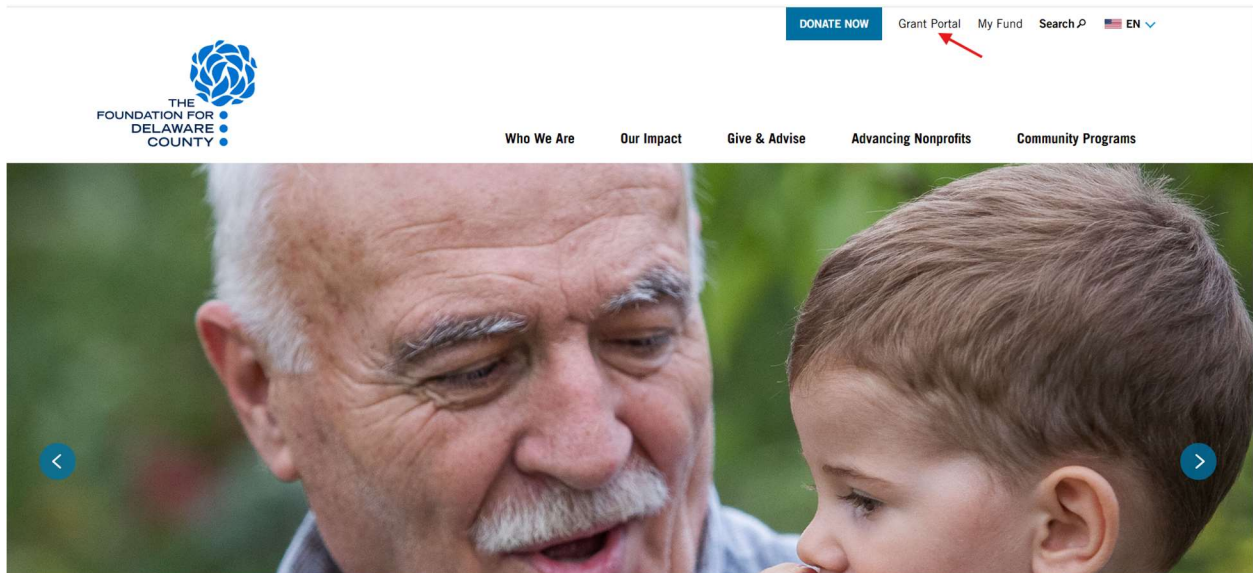 DONATE NOW Grant Portal My Fund Search EN
THE
FOUNDATION FOR
DELAWARE
COUNTY
Who We Are Our Impact Give & Advise Advancing Nonprofits Community Programs